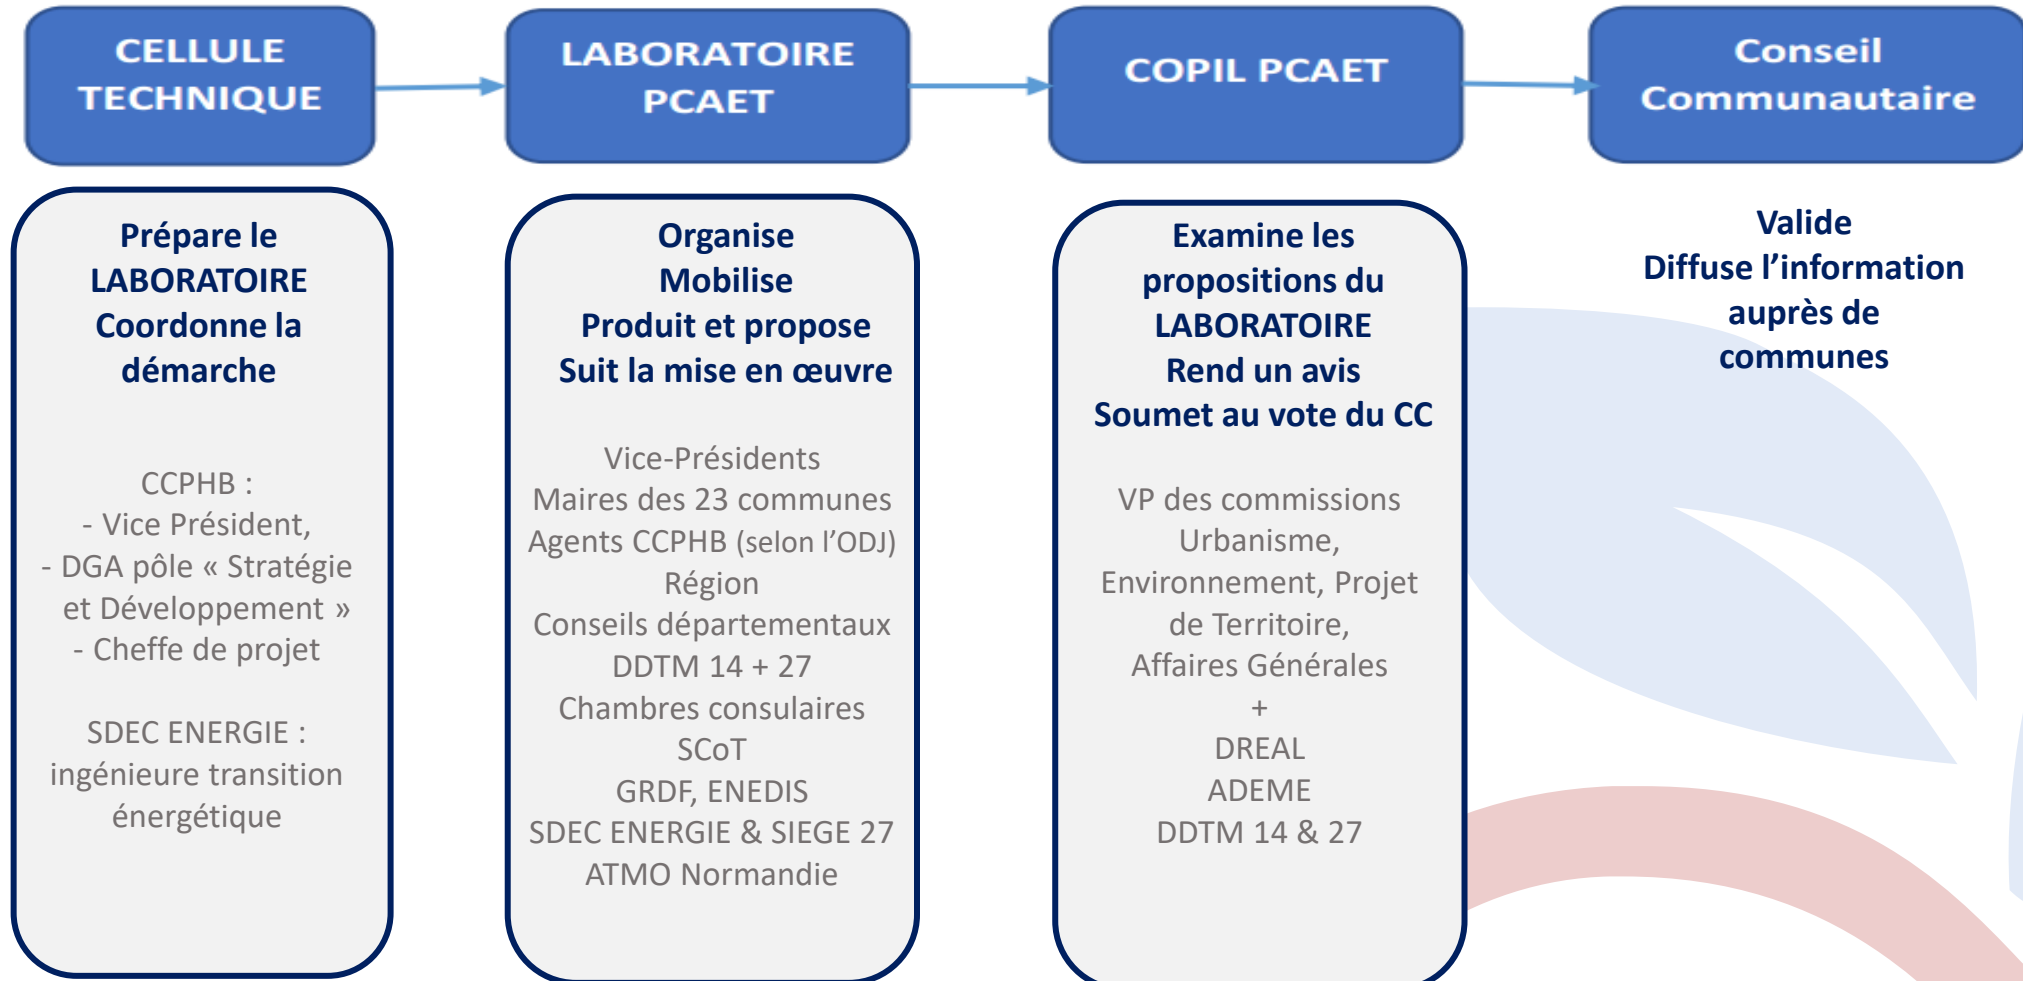 CELLULE
TECHNIQUE
LABORATOIRE
PCAET
COPIL PCAET
Conseil
Communautaire
Prépare le
LABORATOIRE
Coordonne la
démarche
CCPHB :
- Vice Président,
- DGA pôle « Stratégie
et Développement »
- Cheffe de projet
SDEC ENERGIE :
ingénieure transition
énergétique
Organise
Mobilise
Produit et propose
Suit la mise en œuvre
Vice-Présidents
Maires des 23 communes
Agents CCPHB (selon l’ODJ)
Région
Conseils départementaux
DDTM 14 + 27
Chambres consulaires
SCoT
GRDF, ENEDIS
SDEC ENERGIE & SIEGE 27
ATMO Normandie
Examine les
propositions du
LABORATOIRE
Rend un avis
Soumet au vote du CC
VP des commissions
Urbanisme,
Environnement, Projet
de Territoire,
Affaires Générales
+
DREAL
ADEME
DDTM 14 & 27
Valide
Diffuse l’information
auprès de
communes